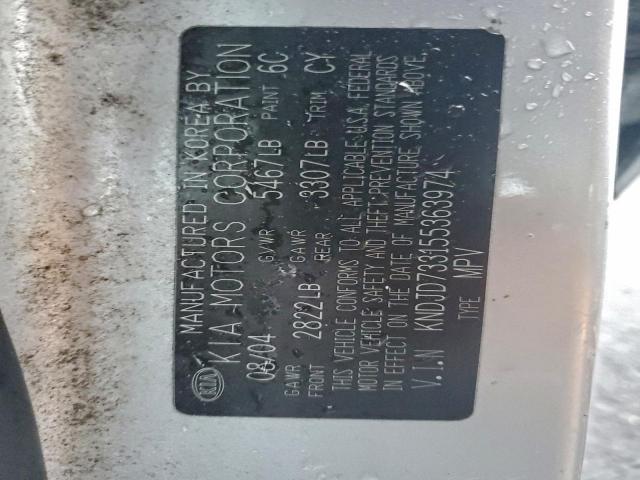 KIA
MANUFACTURED IN KOREA BY
KIA MOTORS CORPORATION
08/04 GVWR 5467LB PAINT 6C
GAWR FRONT 2822LB GAWR REAR 3307LB TRIM CY
THIS VEHICLE CONFORMS TO ALL APPLICABLE U.S.A. FEDERAL
MOTOR VEHICLE SAFETY AND THEFT PREVENTION STANDARDS
IN EFFECT ON THE DATE OF MANUFACTURE SHOWN ABOVE.
V.I.N KNDJD733155363974
TYPE MPV